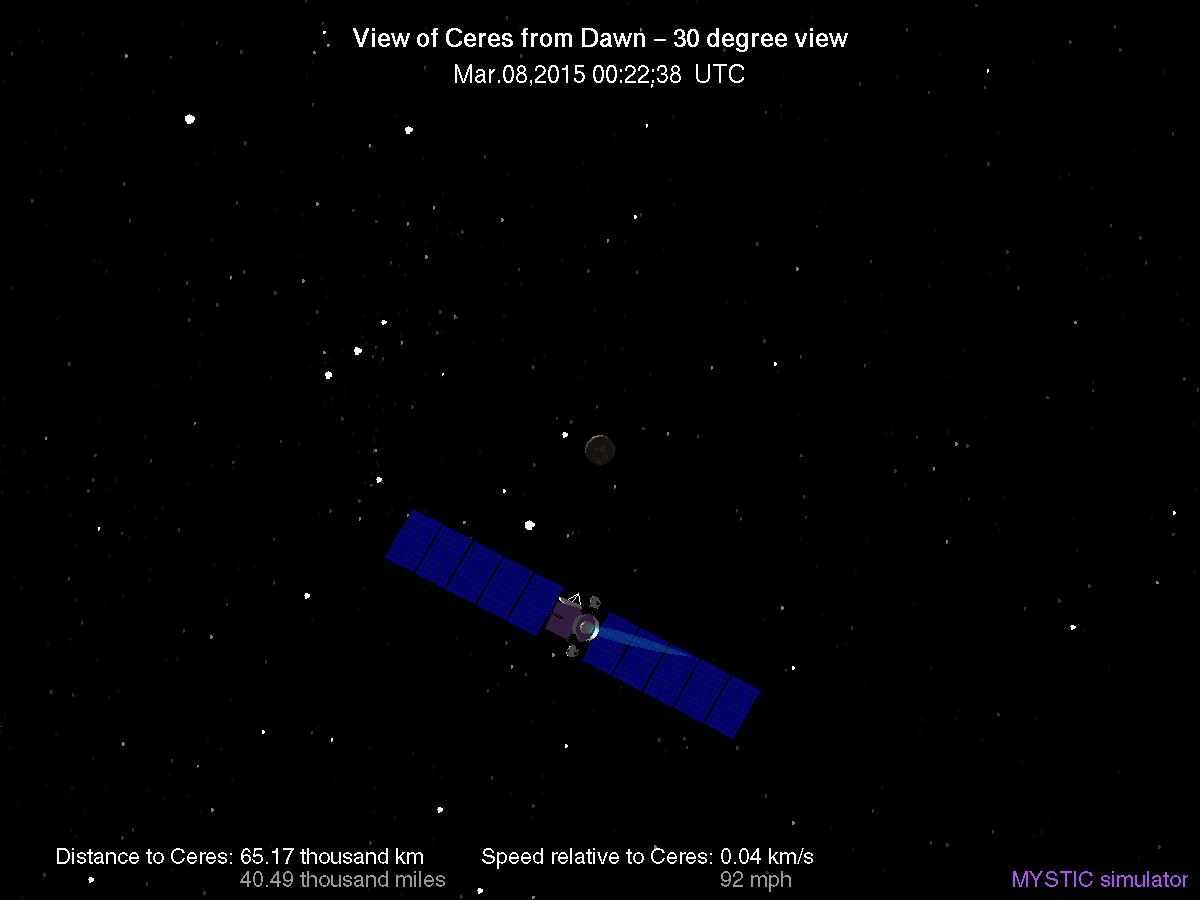 View of Ceres from Dawn – 30 degree view
Mar.08,2015 00:22:38 UTC
Distance to Ceres: 65.17 thousand km
40.49 thousand miles
Speed relative to Ceres: 0.04 km/s
92 mph
MYSTIC simulator